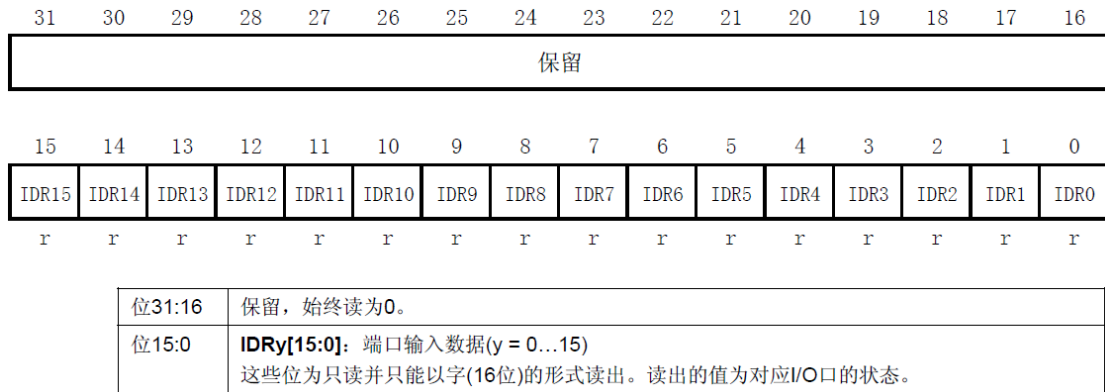 31 30 29 28 27 26 25 24 23 22 21 20 19 18 17 16
保留
15 14 13 12 11 10 9 8 7 6 5 4 3 2 1 0
IDR15 IDR14 IDR13 IDR12 IDR11 IDR10 IDR9 IDR8 IDR7 IDR6 IDR5 IDR4 IDR3 IDR2 IDR1 IDR0
r r r r r r r r r r r r r r r r
位31:16 保留，始终读为0。
位15:0 IDRy[15:0]：端口输入数据(y = 0…15)
这些位为只读并只能以字(16位)的形式读出。读出的值为对应I/O口的状态。